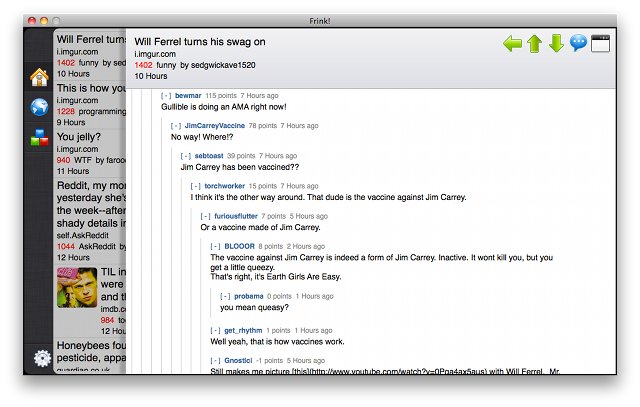 Frink!
Will Ferrel
i.imgur.com
1402 funny by sed
10 Hours
This is how you
i.imgur.com
1228 programming
9 Hours
You jelly?
i.imgur.com
940 WTF by faroo
11 Hours
Reddit, my mo
yesterday she's
the week--after
shady details i
self.AskReddit
1044 AskReddit by
12 Hours
TIL in
were
and th
imdb.c
984 to
12 Hour
Honeybees fou
pesticide, appa
guardian.co.uk
Will Ferrel turns his swag on
i.imgur.com
1402 funny by sedgwickave1520
10 Hours
[-] bewmar 115 points 7 Hours ago
Gullible is doing an AMA right now!
[-] JimCarreyVaccine 78 points 7 Hours ago
No way! Where!?
[-] sebtoast 39 points 7 Hours ago
Jim Carrey has been vaccined??
[-] torchworker 15 points 7 Hours ago
I think it's the other way around. That dude is the vaccine against Jim Carrey.
[-] furiousflutter 7 points 5 Hours ago
Or a vaccine made of Jim Carrey.
[-] BLOOOR 8 points 2 Hours ago
The vaccine against Jim Carrey is indeed a form of Jim Carrey. Inactive. It wont kill you, but you
get a little queezy.
That's right, it's Earth Girls Are Easy.
[-] probama 0 points 1 Hours ago
you mean queasy?
[-] get_rhythm 1 points 1 Hours ago
Well yeah, that is how vaccines work.
[-] Gnostici -1 points 5 Hours ago
Still makes me picture [this](http://www.youtube.com/watch?v=0Pga4ax5aus) with Will Ferrel. Mr.